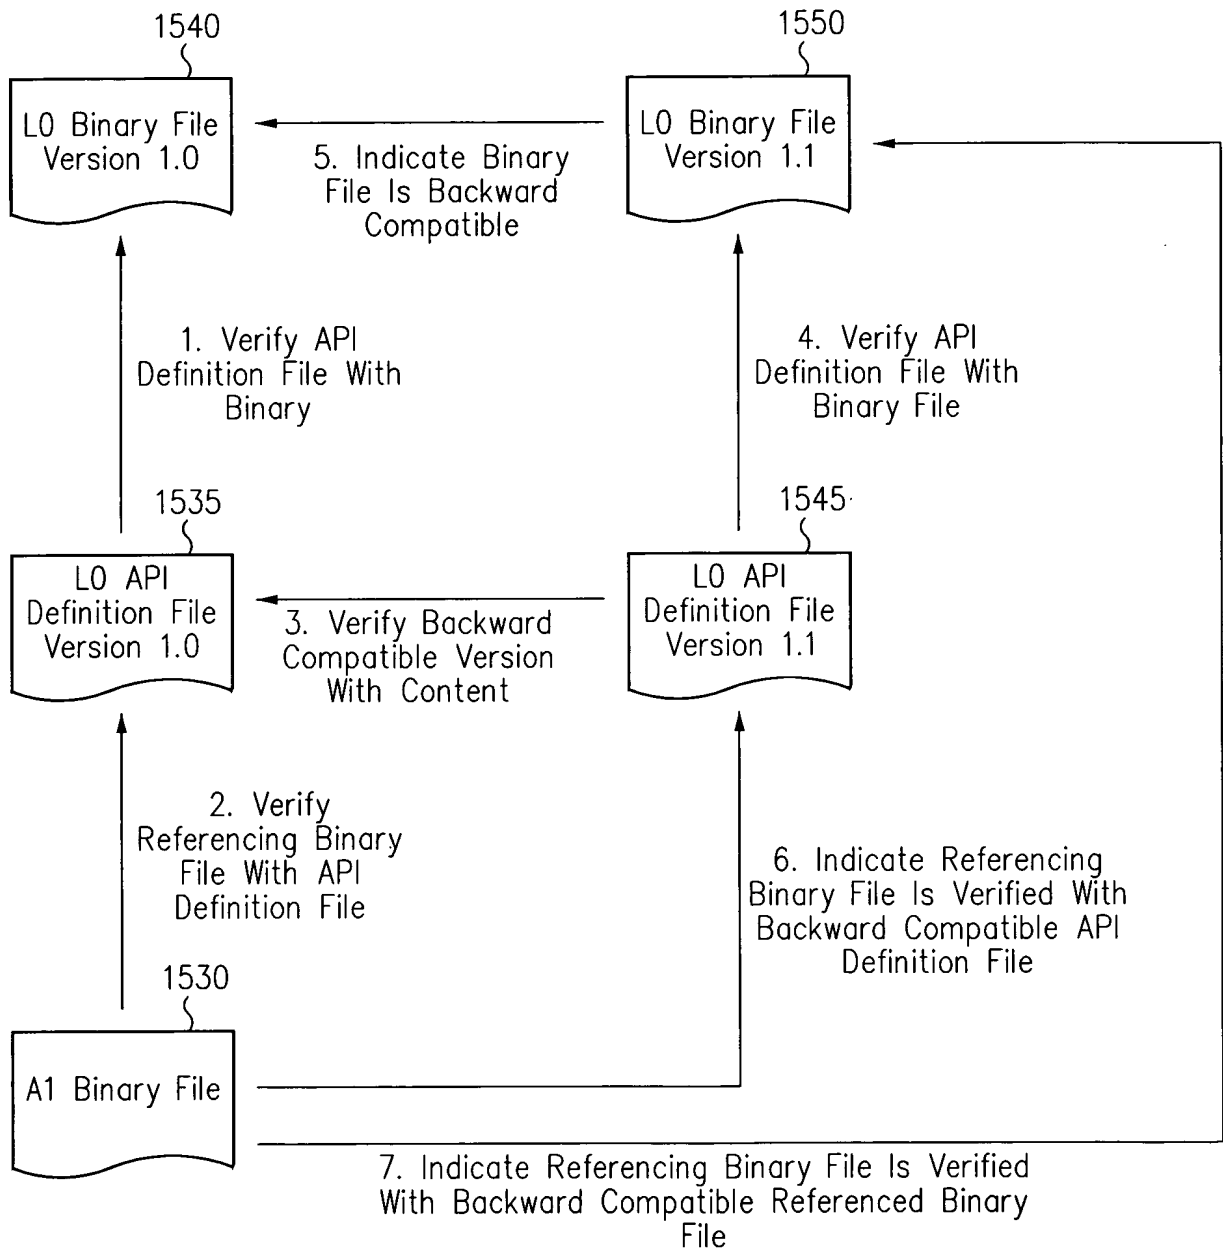 1540
1550
L0 Binary File
Version 1.0
L0 Binary File
Version 1.1
5. Indicate Binary
File Is Backward
Compatible
1. Verify API
Definition File With
Binary
4. Verify API
Definition File With
Binary File
1535
1545
L0 API
Definition File
Version 1.0
L0 API
Definition File
Version 1.1
3. Verify Backward
Compatible Version
With Content
2. Verify
Referencing Binary
File With API
Definition File
6. Indicate Referencing
Binary File Is Verified With
Backward Compatible API
Definition File
1530
A1 Binary File
7. Indicate Referencing Binary File Is Verified
With Backward Compatible Referenced Binary
File